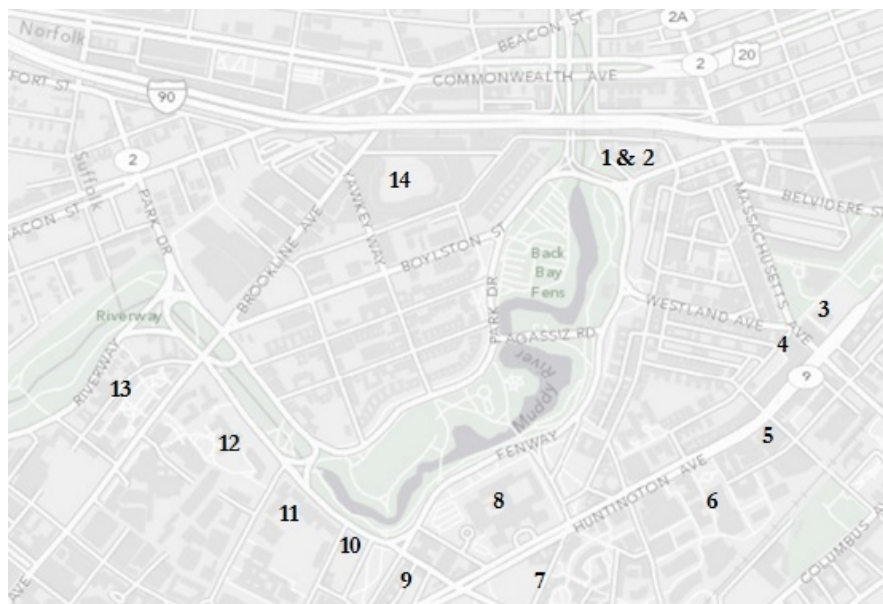 BEACON ST
2A
Norfolk
20
2
COMMONWEALTH AVE
FORT ST
90
1 & 2
2
Suffolk
14
YAWKEY WAY
MASSACHUSETTS AVE
BELVIDERE ST
PARK DR
BEACON ST
BROOKLINE AVE
BOYLSTON ST
Back
Bay
Fens
Riverway
PARK DR
WESTLAND AVE
3
AGASSIZ RD
4
RIVERWAY
River
9
13
Muddy
12
FENWAY
5
HUNTINGTON AVE
8
6
11
COLUMBUS AV
10
9
7
AVE